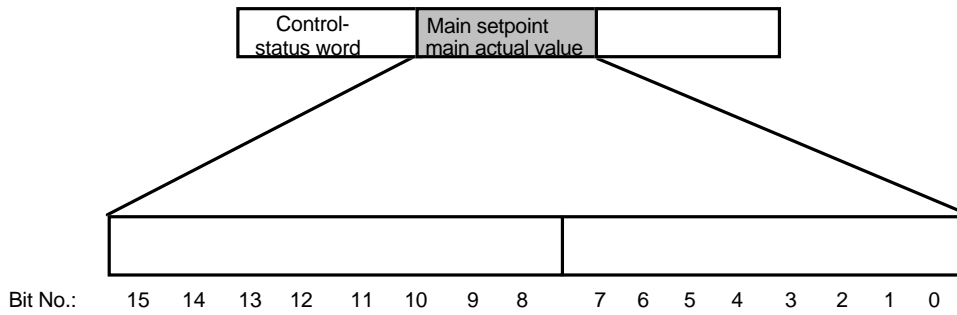 Control-
status word
Main setpoint
main actual value
Bit No.: 15 14 13 12 11 10 9 8 7 6 5 4 3 2 1 0